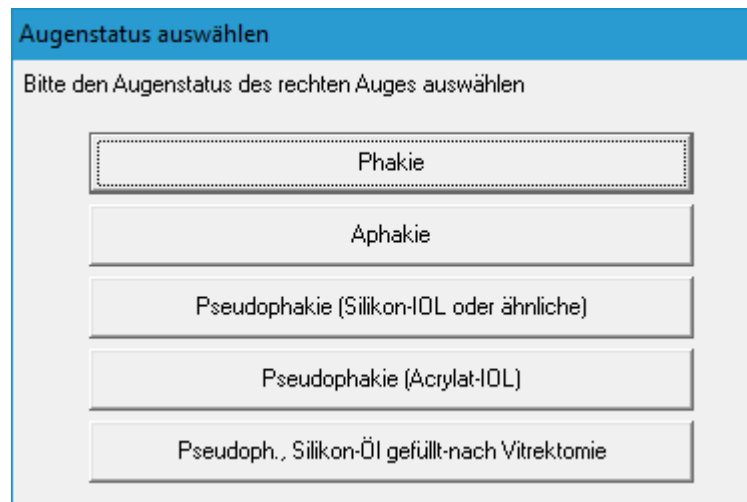 Augenstatus auswählen
Bitte den Augenstatus des rechten Auges auswählen
Phakie
Aphakie
Pseudophakie (Silikon-IOL oder ähnliche)
Pseudophakie (Acrylat-IOL)
Pseudoph., Silikon-Öl gefüllt-nach Vitrektomie